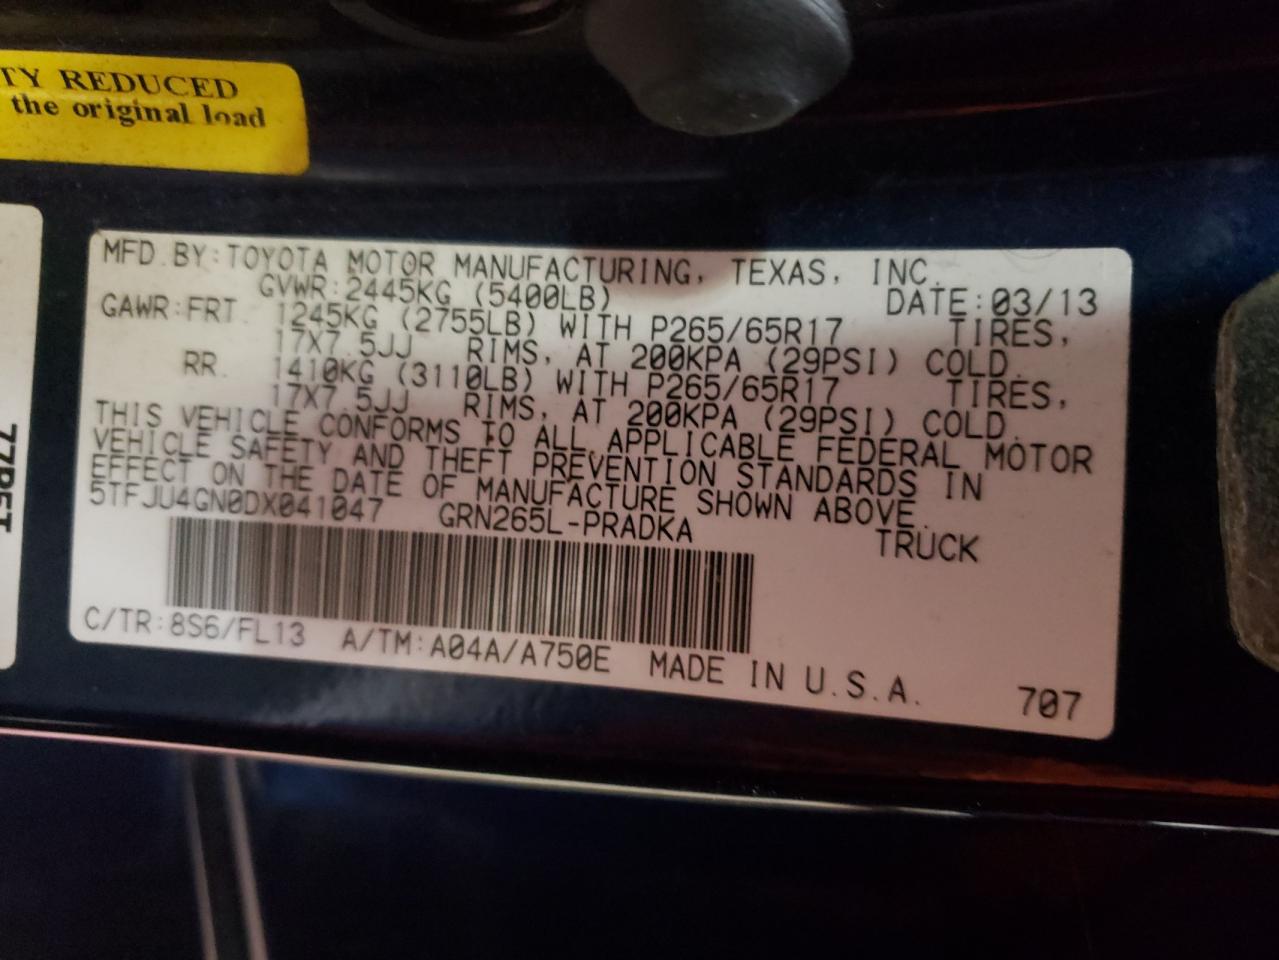 TY REDUCED
the original load
77PET
MFD.BY:TOYOTA MOTOR MANUFACTURING, TEXAS, INC.
GVWR:2445KG (5400LB) DATE:03/13
GAWR:FRT. 1245KG (2755LB) WITH P265/65R17 TIRES,
17X7.5JJ RIMS, AT 200KPA (29PSI) COLD.
RR. 1410KG (3110LB) WITH P265/65R17 TIRES,
17X7.5JJ RIMS, AT 200KPA (29PSI) COLD.
THIS VEHICLE CONFORMS TO ALL APPLICABLE FEDERAL MOTOR
VEHICLE SAFETY AND THEFT PREVENTION STANDARDS IN
EFFECT ON THE DATE OF MANUFACTURE SHOWN ABOVE.
5TFJU4GN0DX041047 GRN265L-PRADKA TRUCK
C/TR:8S6/FL13 A/TM:A04A/A750E MADE IN U.S.A.
707